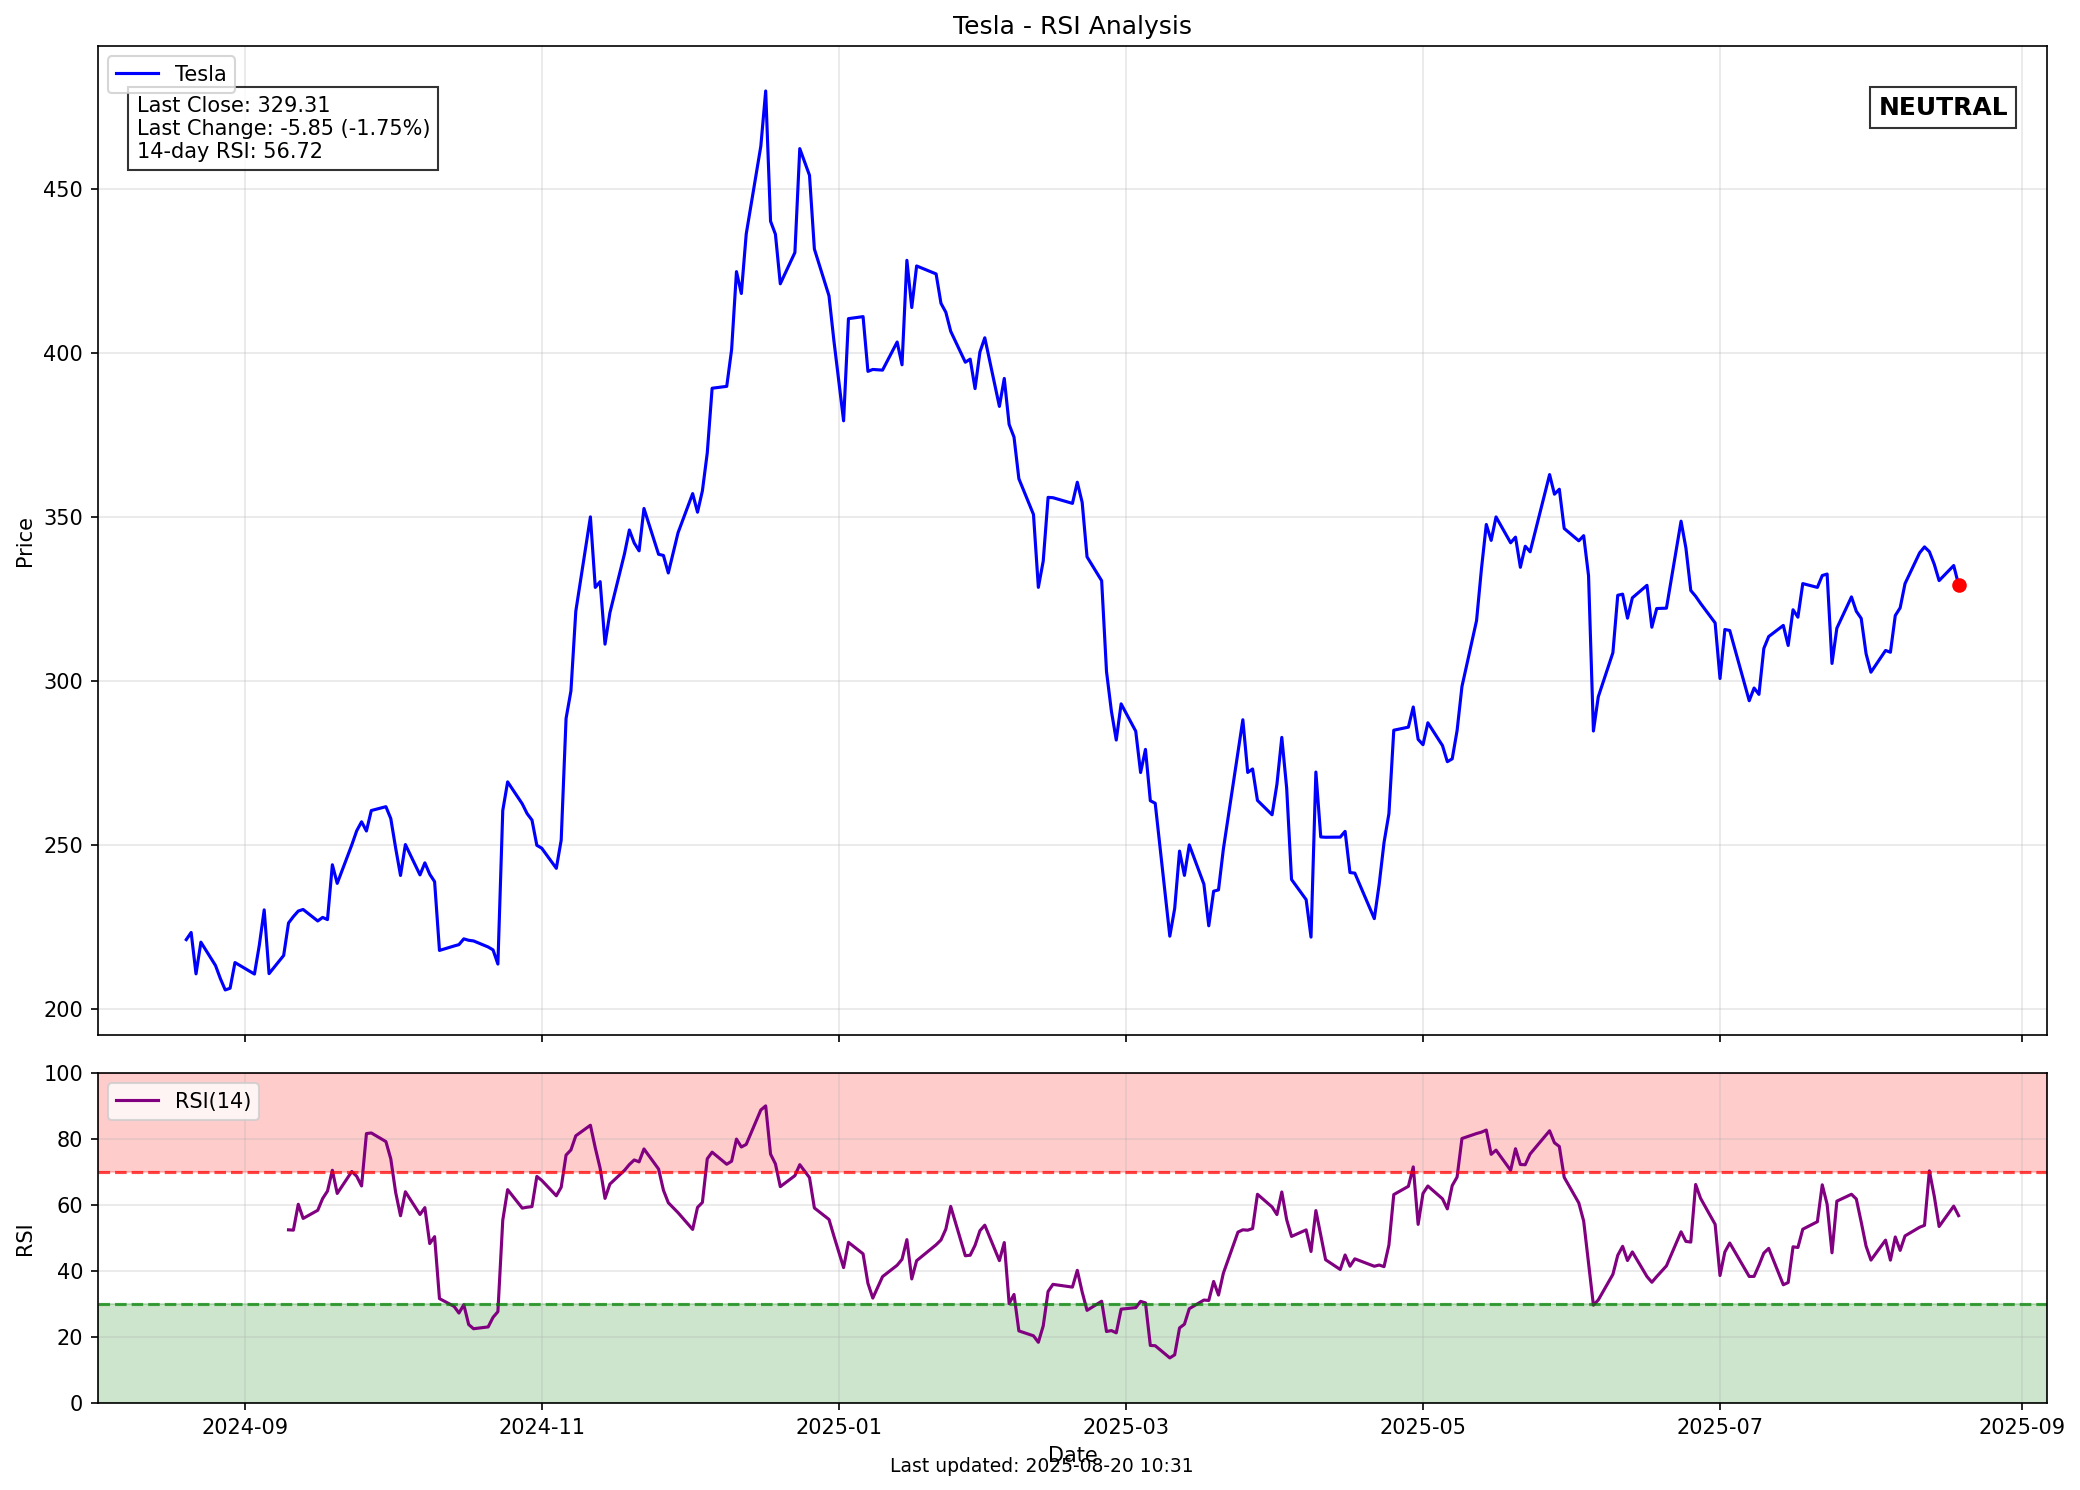 Tesla - RSI Analysis
Tesla
Last Close: 329.31
Last Change: -5.85 (-1.75%)
14-day RSI: 56.72
NEUTRAL
Price
450
400
350
300
250
200
RSI(14)
RSI
100
80
60
40
20
0
2024-09
2024-11
2025-01
2025-03
2025-05
2025-07
2025-09
Date
Last updated: 2025-08-20 10:31